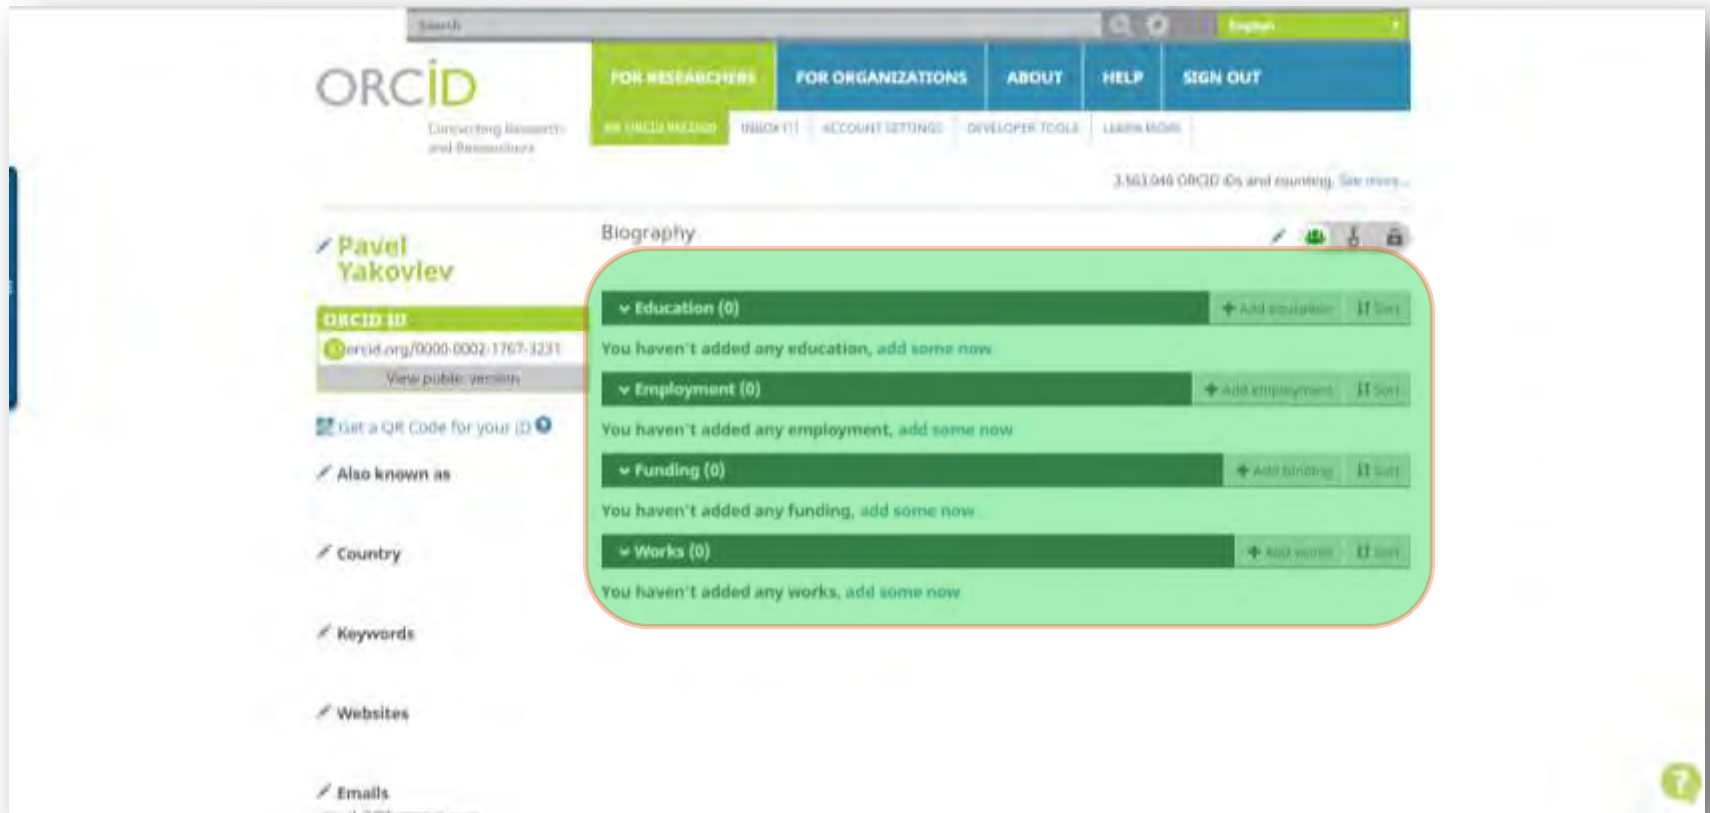 Search
English
ORCiD
FOR RESEARCHERS
FOR ORGANIZATIONS
ABOUT
HELP
SIGN OUT
Connecting Research
and Researchers
MY ORCID RECORD
INBOX (1)
ACCOUNT SETTINGS
DEVELOPER TOOLS
LEARN MORE
ORCID iDs and counting. See more...
Pavel
Yakovlev
Biography
ORCID ID
orcid.org/0000-0002-1767-3231
View public version
Get a QR Code for your iD
Also known as
Country
Keywords
Websites
Emails
Education (0)
Add education
Sort
You haven't added any education, add some now
Employment (0)
Add employment
Sort
You haven't added any employment, add some now
Funding (0)
Add funding
Sort
You haven't added any funding, add some now
Works (0)
Add works
Sort
You haven't added any works, add some now